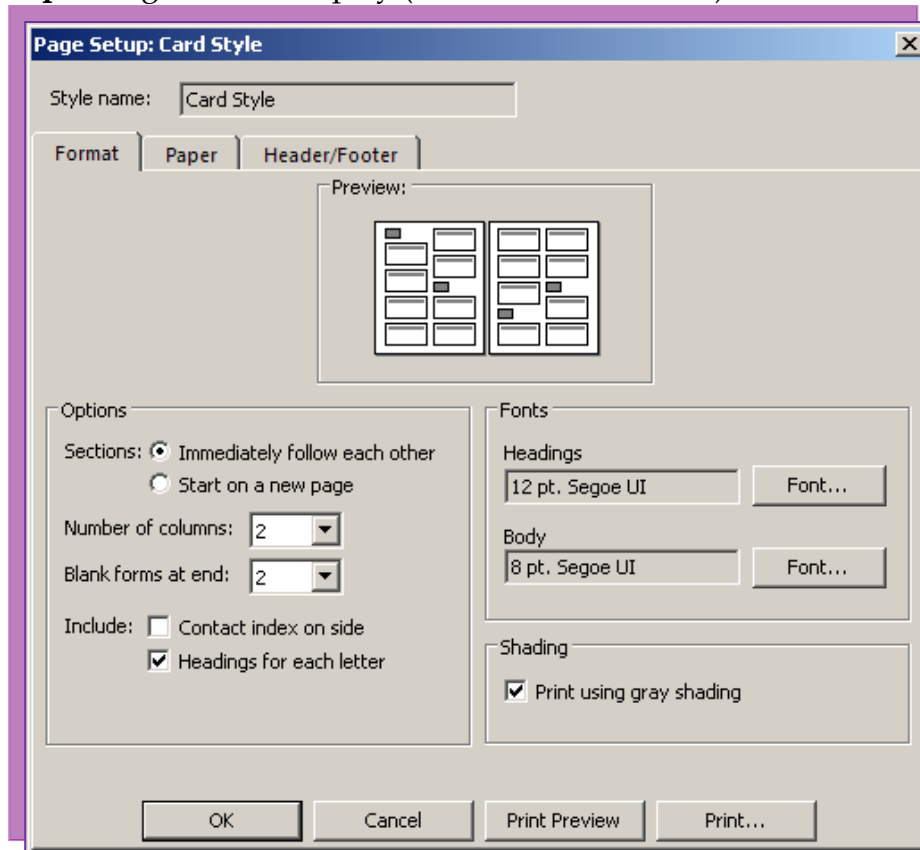 Page Setup: Card Style
Style name: Card Style
Format Paper Header/Footer
Preview:
Options
Sections: Immediately follow each other
Start on a new page
Number of columns: 2
Blank forms at end: 2
Include: Contact index on side
Headings for each letter
Fonts
Headings
12 pt. Segoe UI Font...
Body
8 pt. Segoe UI Font...
Shading
Print using gray shading
OK Cancel Print Preview Print...